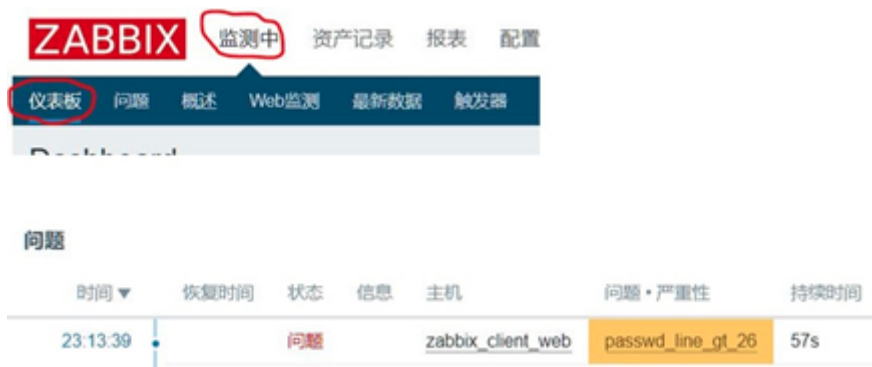 ZABBIX 监测中 资产记录 报表 配置
仪表板 问题 概述 Web监测 最新数据 触发器
Dashboard
问题
时间▼ 恢复时间 状态 信息 主机 问题・严重性 持续时间
23:13:39 问题 zabbix_client_web passwd_line_gt_26 57s